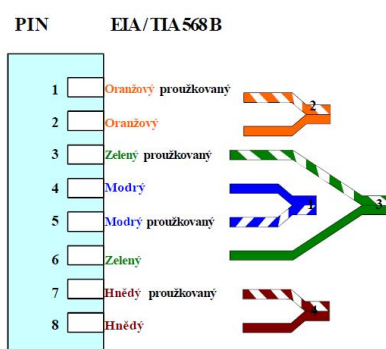 PIN EIA/TIA 568 B
1 Oranžový proužkovaný
2 Oranžový
2
3 Zelený proužkovaný
4 Modrý
1
3
5 Modrý proužkovaný
6 Zelený
7 Hnědý proužkovaný
4
8 Hnědý